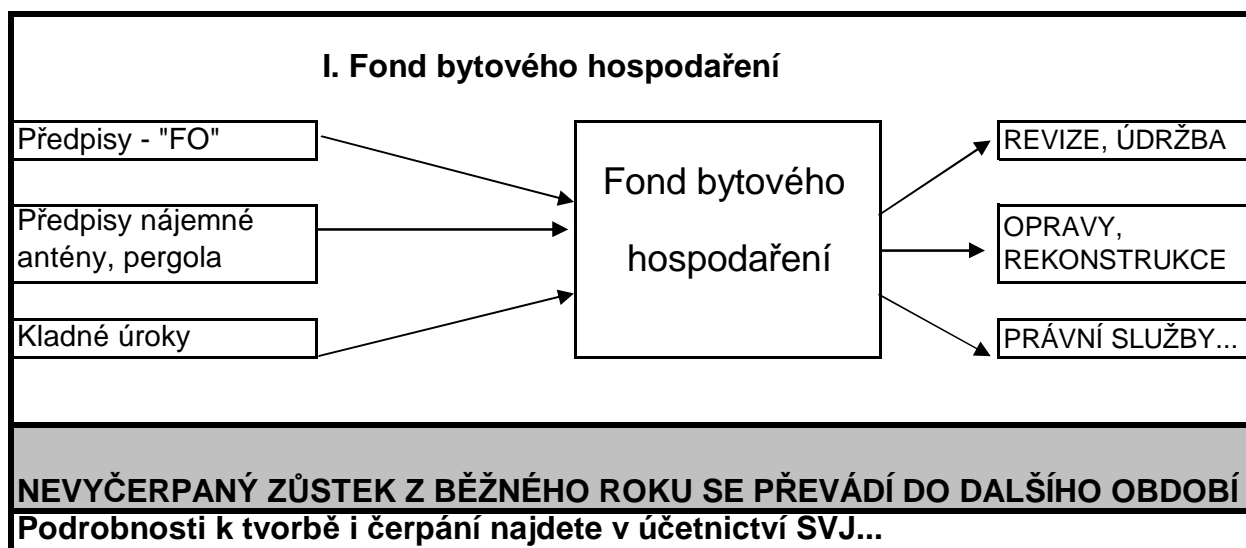 I. Fond bytového hospodaření
Předpisy - "FO"
Předpisy nájemné
antény, pergola
Kladné úroky
Fond bytového
hospodaření
REVIZE, ÚDRŽBA
OPRAVY,
REKONSTRUKCE
PRÁVNÍ SLUŽBY...
NEVYČERPANÝ ZŮSTEK Z BĚŽNÉHO ROKU SE PŘEVÁDÍ DO DALŠÍHO OBDOBÍ
Podrobnosti k tvorbě i čerpání najdete v účetnictví SVJ...